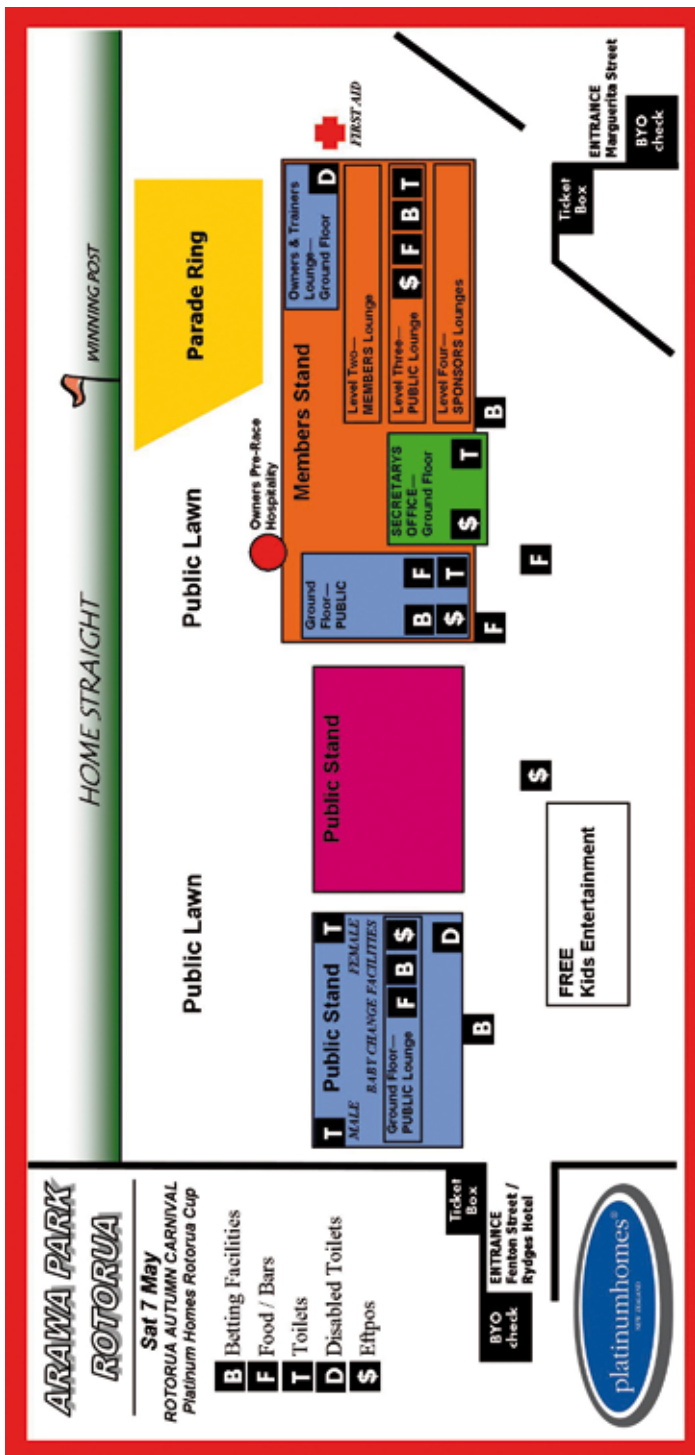 ARAWA PARK
ROTORUA
Sat 7 May
ROTORUA AUTUMN CARNIVAL
Platinum Homes Rotorua Cup
B Betting Facilities
F Food / Bars
T Toilets
D Disabled Toilets
$ Eftpos
HOME STRAIGHT
WINNING POST
Public Lawn
Public Lawn
Parade Ring
Owners Pre-Race
Hospitality
FIRST AID
T
Public Stand
T
MALE
FEMALE
BABY CHANGE FACILITIES
Ground Floor—
PUBLIC Lounge
F B $
D
B
Public Stand
Members Stand
Ground
Floor—
PUBLIC
B F
$ T
F
Owners & Trainers
Lounge—
Ground Floor
D
Level Two—
MEMBERS Lounge
Level Three—
PUBLIC Lounge
$ F B T
Level Four—
SPONSORS Lounges
SECRETARYS
OFFICE—
Ground Floor
$ T
B
F
$
FREE
Kids Entertainment
Ticket
Box
ENTRANCE
Fenton Street /
Rydges Hotel
BYO
check
Ticket
Box
ENTRANCE
Marguerita Street
BYO
check
platinumhomes®
NEW ZEALAND